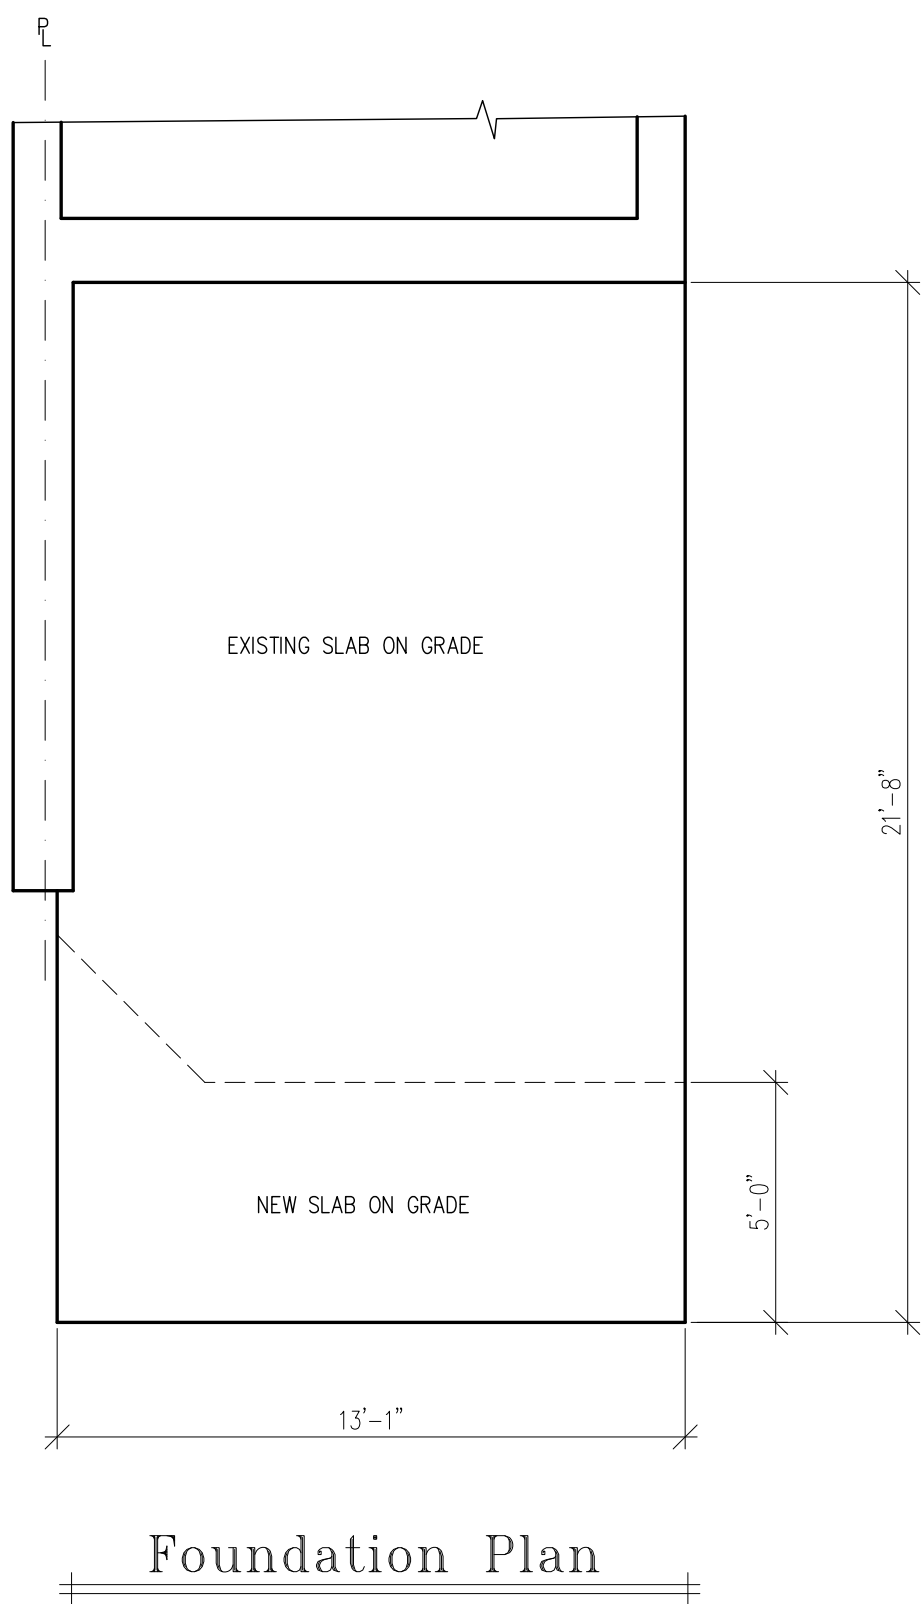 PL
EXISTING SLAB ON GRADE
21'-8"
NEW SLAB ON GRADE
5'-0"
13'-1"
Foundation Plan